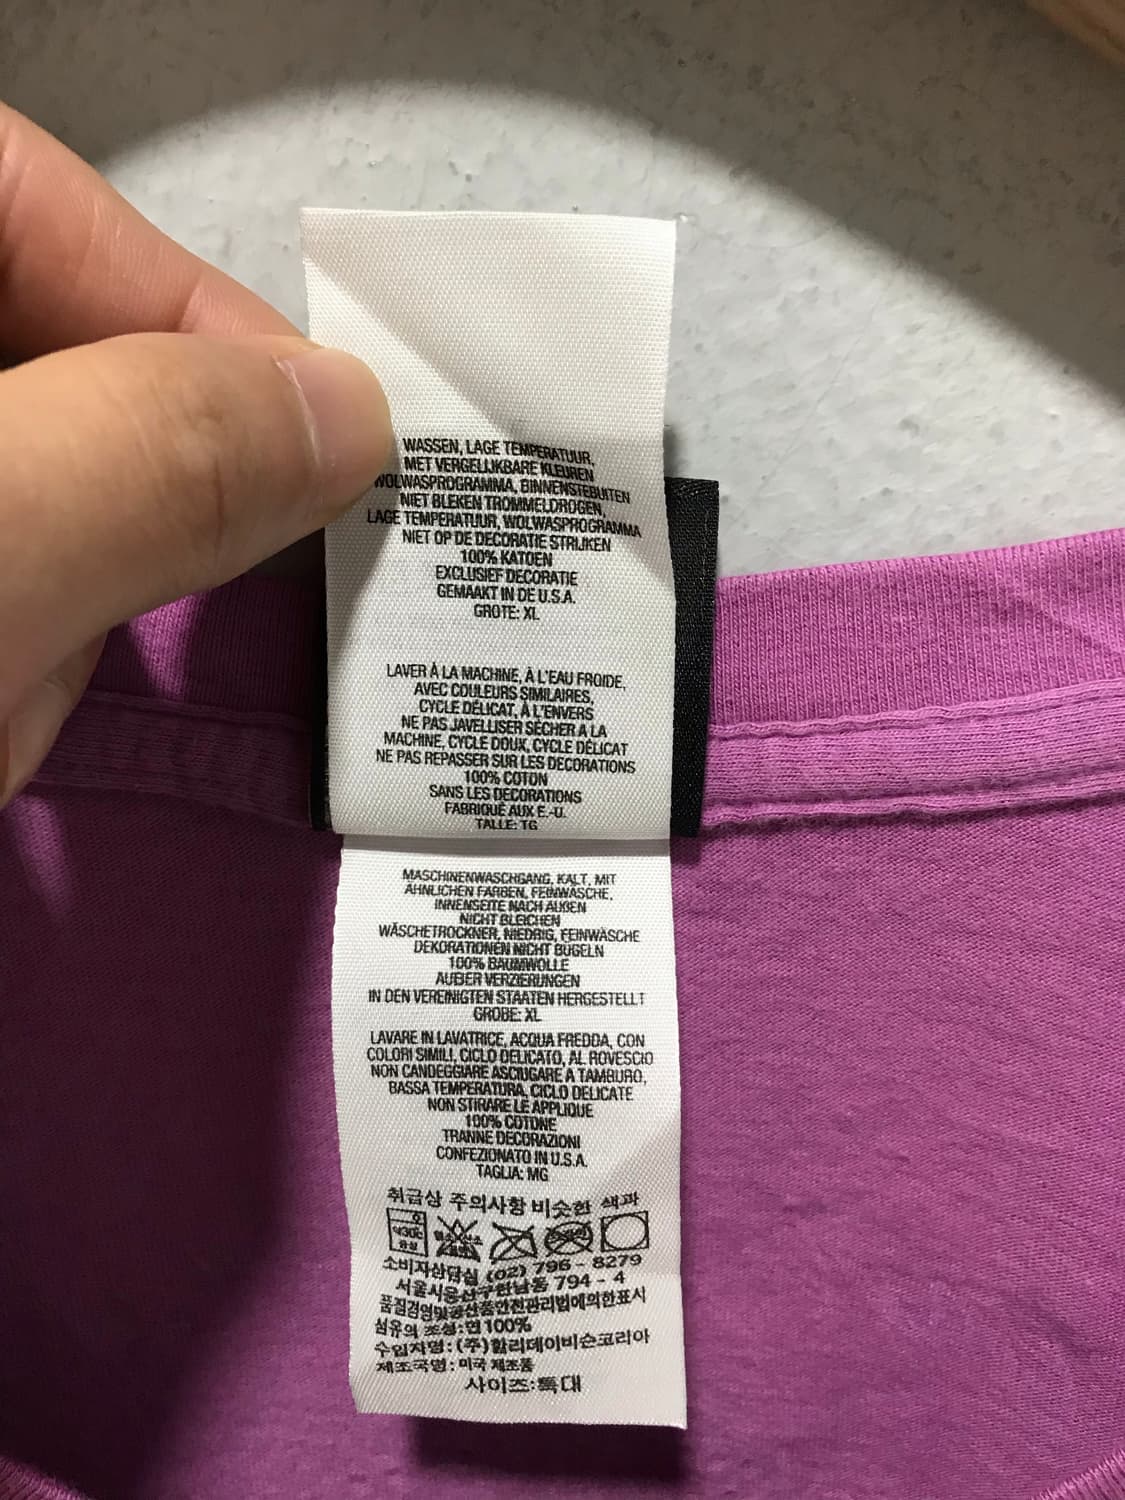 WASSEN, LAGE TEMPERATUUR,
MET VERGELIJKBARE KLEUREN
WOLWASPROGRAMMA, BINNENSTEBUITEN
NIET BLEKEN TROMMELDROGEN,
LAGE TEMPERATUUR, WOLWASPROGRAMMA
NIET OP DE DECORATIE STRIJKEN
100% KATOEN
EXCLUSIEF DECORATIE
GEMAAKT IN DE U.S.A.
GROTE: XL
LAVER À LA MACHINE, À L'EAU FROIDE,
AVEC COULEURS SIMILAIRES,
CYCLE DÉLICAT, À L'ENVERS
NE PAS JAVELLISER SÉCHER A LA
MACHINE, CYCLE DOUX, CYCLE DÉLICAT
NE PAS REPASSER SUR LES DECORATIONS
100% COTON
SANS LES DECORATIONS
FABRIQUÉ AUX E.-U.
TALLE: TG
MASCHINENWASCHGANG, KALT, MIT
ÄHNLICHEN FARBEN, FEINWÄSCHE,
INNENSEITE NACH AUßEN
NICHT BLEICHEN
WÄSCHETROCKNER, NIEDRIG, FEINWÄSCHE
DEKORATIONEN NICHT BÜGELN
100% BAUMWOLLE
AUßER VERZIERUNGEN
IN DEN VEREINIGTEN STAATEN HERGESTELLT
GROBE: XL
LAVARE IN LAVATRICE, ACQUA FREDDA, CON
COLORI SIMILI, CICLO DELICATO, AL ROVESCIO
NON CANDEGGIARE ASCIUGARE A TAMBURO,
BASSA TEMPERATURA, CICLO DELICATE
NON STIRARE LE APPLIQUE
100% COTONE
TRANNE DECORAZIONI
CONFEZIONATO IN U.S.A.
TAGLIA: MG
취급상 주의사항 비슷한 색과
소비자상담실 (02) 796 - 8279
서울시용산구한남동 794 - 4
품질경영및공산품안전관리법에의한표시
섬유의 조성:면100%
수입자명:(주)할리데이비슨코리아
제조국명:미국 제조품
사이즈:특대